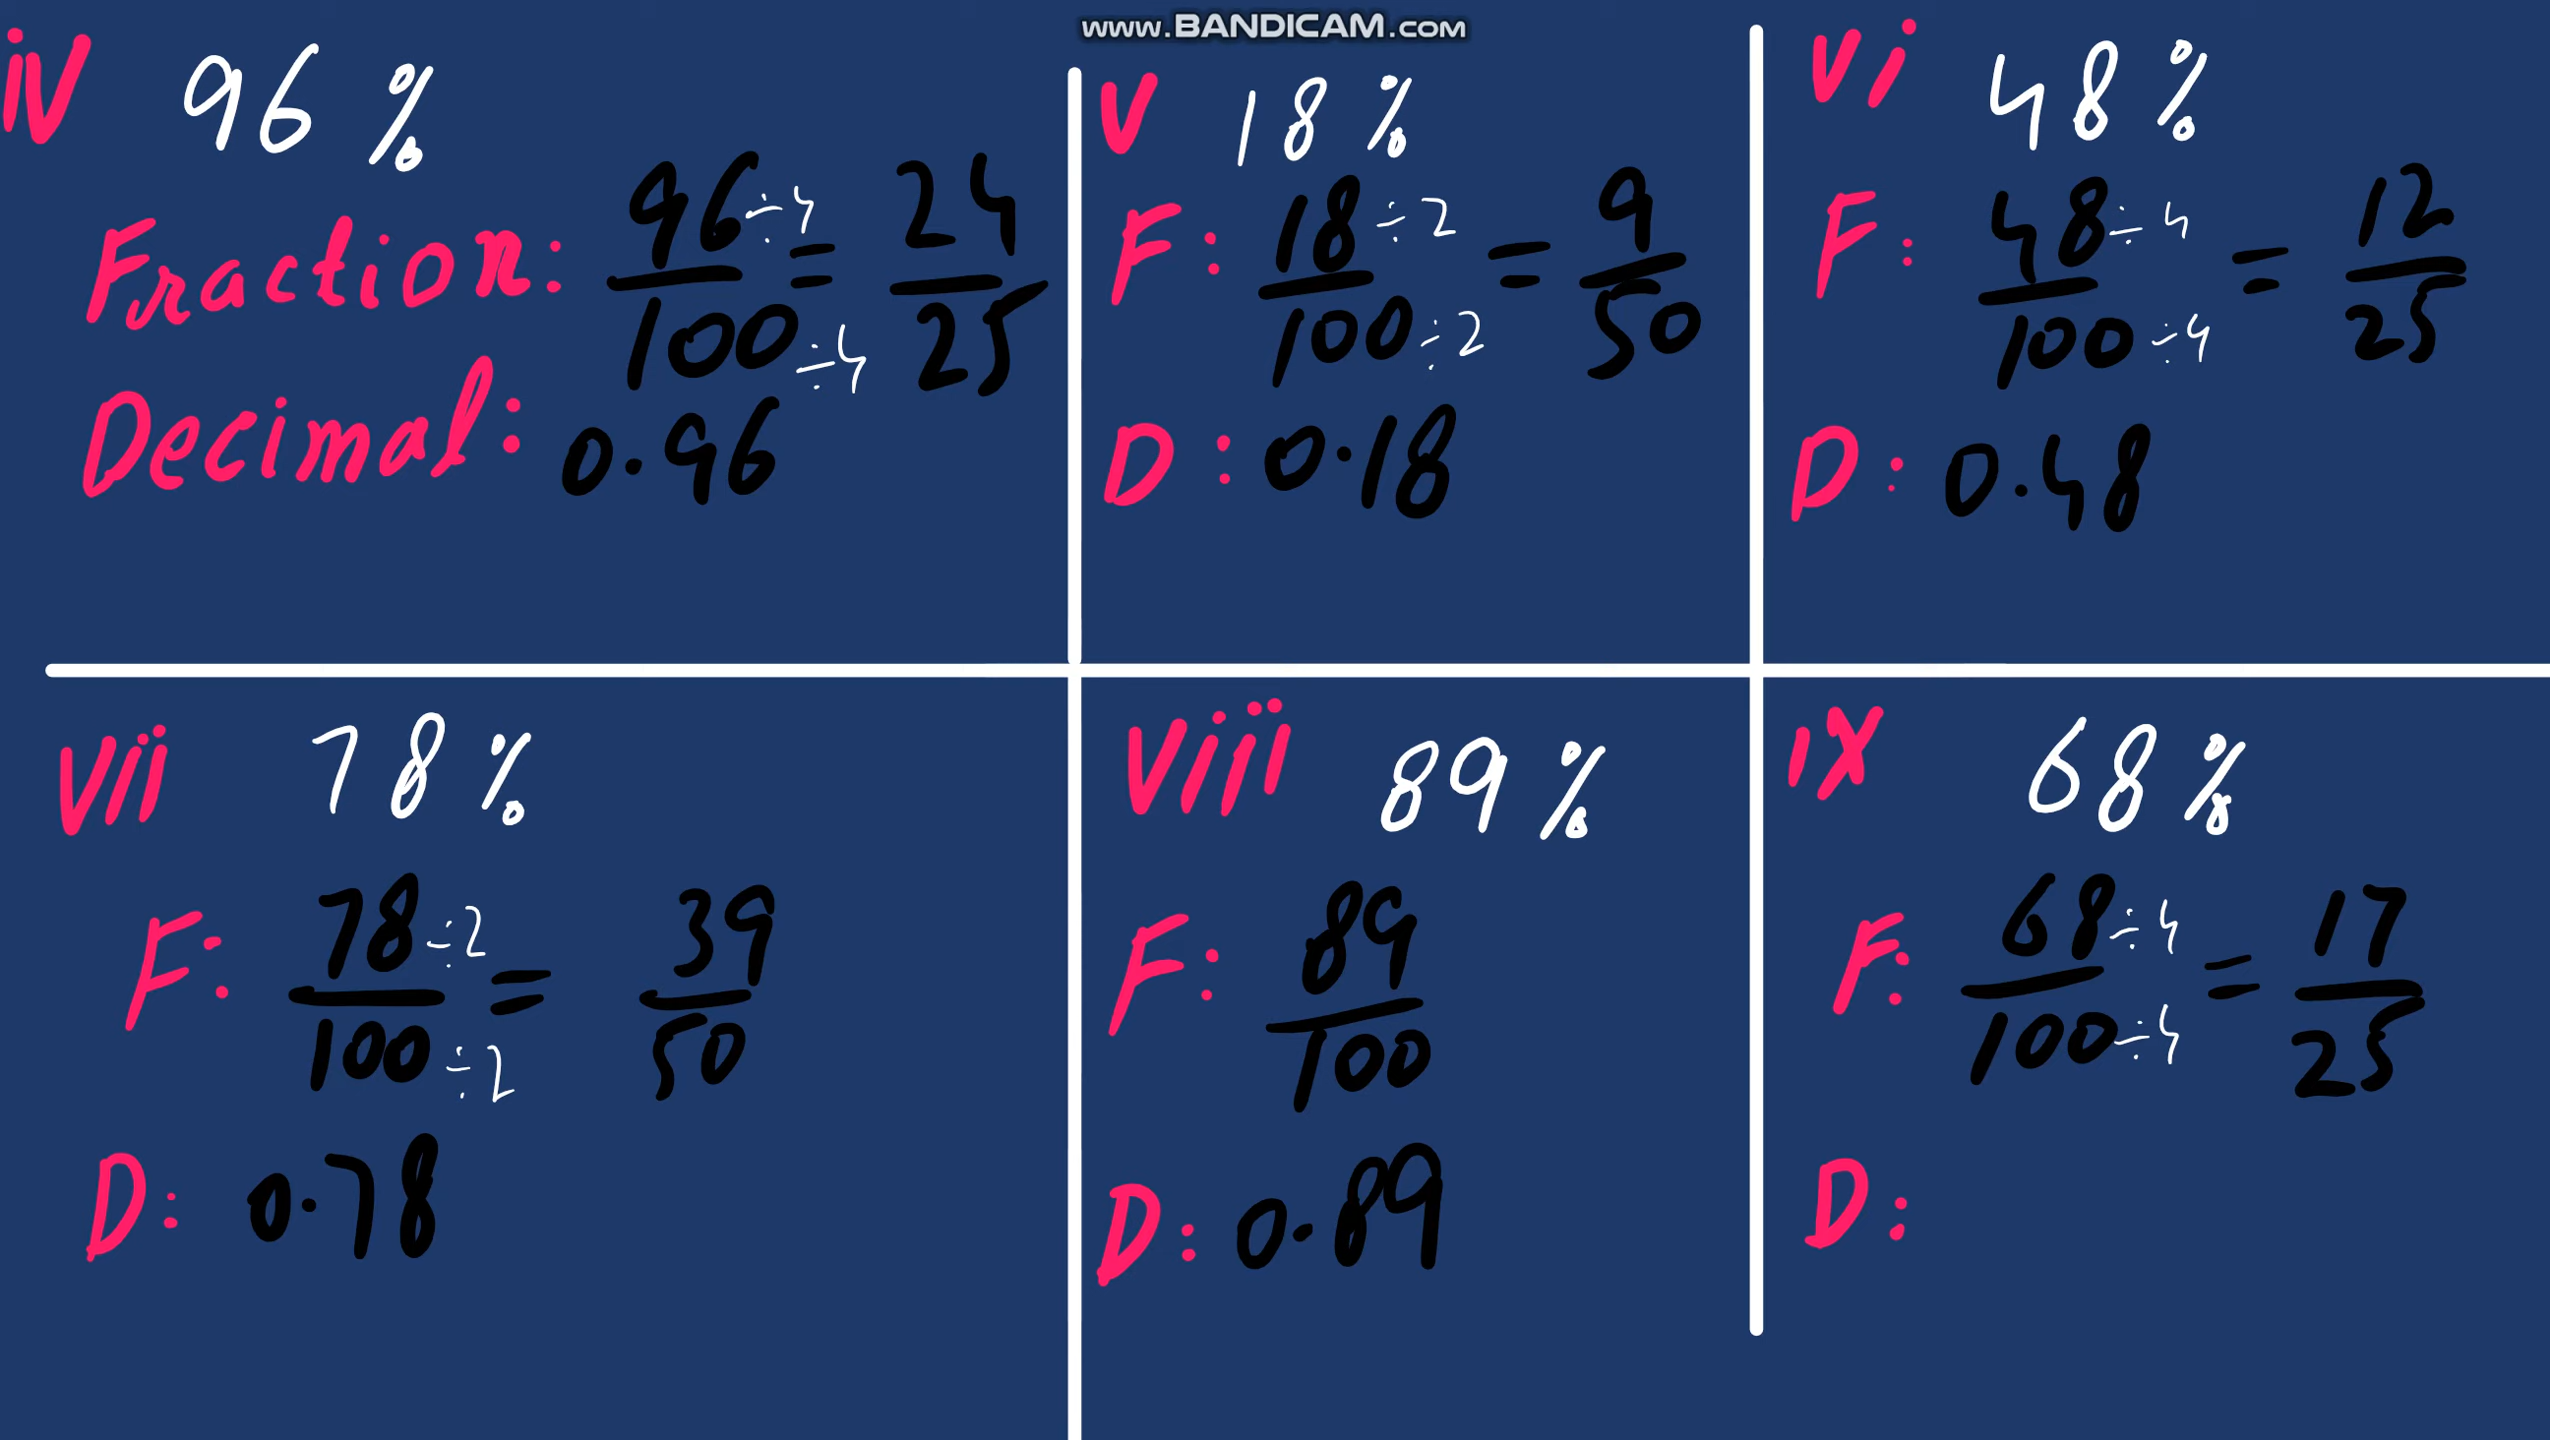 www.BANDICAM.com
iv 96 %
Fraction: 96 ÷4 / 100 ÷4 = 24 / 25
Decimal: 0.96
V 18 %
F: 18 ÷2 / 100 ÷2 = 9 / 50
D: 0.18
Vi 48 %
F: 48 ÷4 / 100 ÷4 = 12 / 25
D: 0.48
Vii 78 %
F: 78 ÷2 / 100 ÷2 = 39 / 50
D: 0.78
Viii 89 %
F: 89 / 100
D: 0.89
iX 68 %
F: 68 ÷4 / 100 ÷4 = 17 / 25
D: